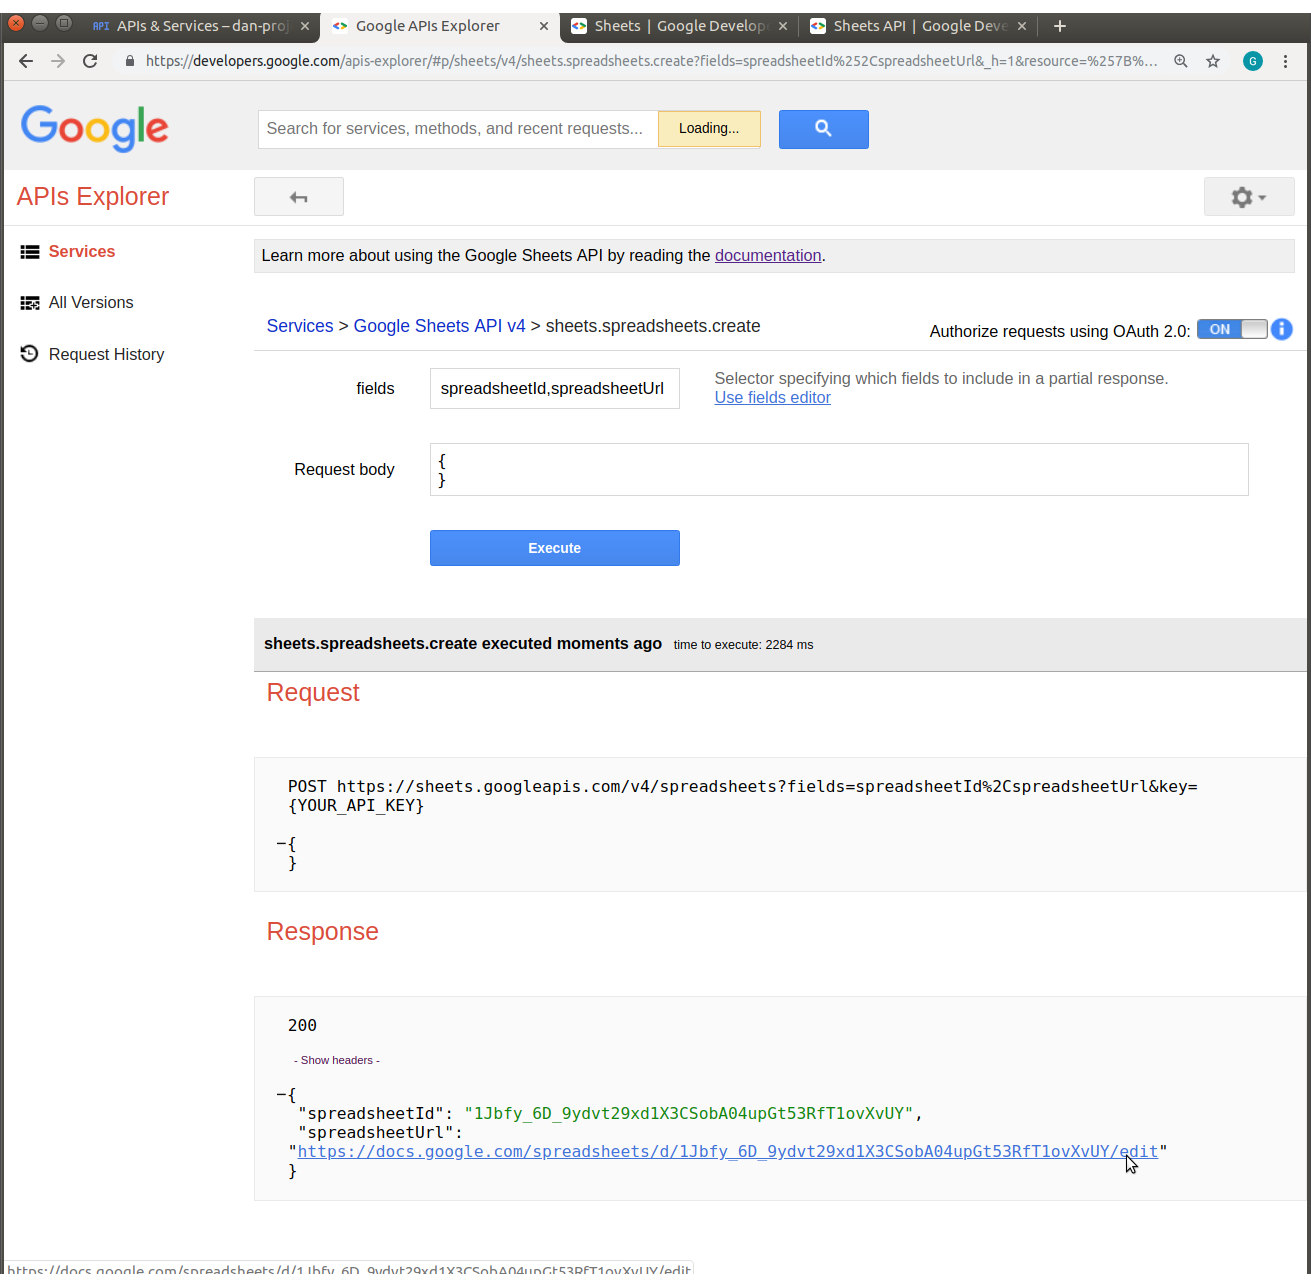 API APIs & Services – dan-proj
Google APIs Explorer
Sheets | Google Develop
Sheets API | Google Deve
https://developers.google.com/apis-explorer/#p/sheets/v4/sheets.spreadsheets.create?fields=spreadsheetId%252CspreadsheetUrl&_h=1&resource=%257B%...
G
Google
Search for services, methods, and recent requests...
Loading...
APIs Explorer
Services
All Versions
Request History
Learn more about using the Google Sheets API by reading the documentation.
Services > Google Sheets API v4 > sheets.spreadsheets.create
Authorize requests using OAuth 2.0: ON
fields
spreadsheetId,spreadsheetUrl
Selector specifying which fields to include in a partial response.
Use fields editor
Request body
{
}
Execute
sheets.spreadsheets.create executed moments ago time to execute: 2284 ms
Request
POST https://sheets.googleapis.com/v4/spreadsheets?fields=spreadsheetId%2CspreadsheetUrl&key=
{YOUR_API_KEY}
–{
}
Response
200
- Show headers -
–{
"spreadsheetId": "1Jbfy_6D_9ydvt29xd1X3CSobA04upGt53RfT1ovXvUY",
"spreadsheetUrl":
"https://docs.google.com/spreadsheets/d/1Jbfy_6D_9ydvt29xd1X3CSobA04upGt53RfT1ovXvUY/edit"
}
https://docs.google.com/spreadsheets/d/1Jbfy_6D_9ydvt29xd1X3CSobA04upGt53RfT1ovXvUY/edit